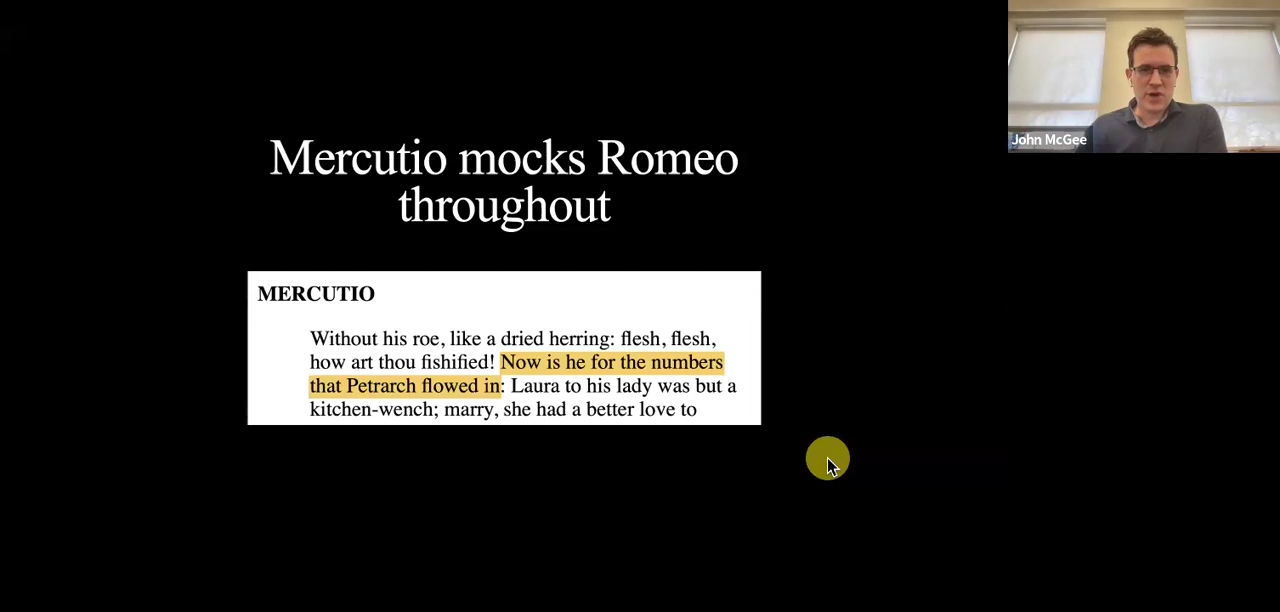 Mercutio mocks Romeo
throughout
John McGee
MERCUTIO
Without his roe, like a dried herring: flesh, flesh,
how art thou fishified! Now is he for the numbers
that Petrarch flowed in: Laura to his lady was but a
kitchen-wench; marry, she had a better love to